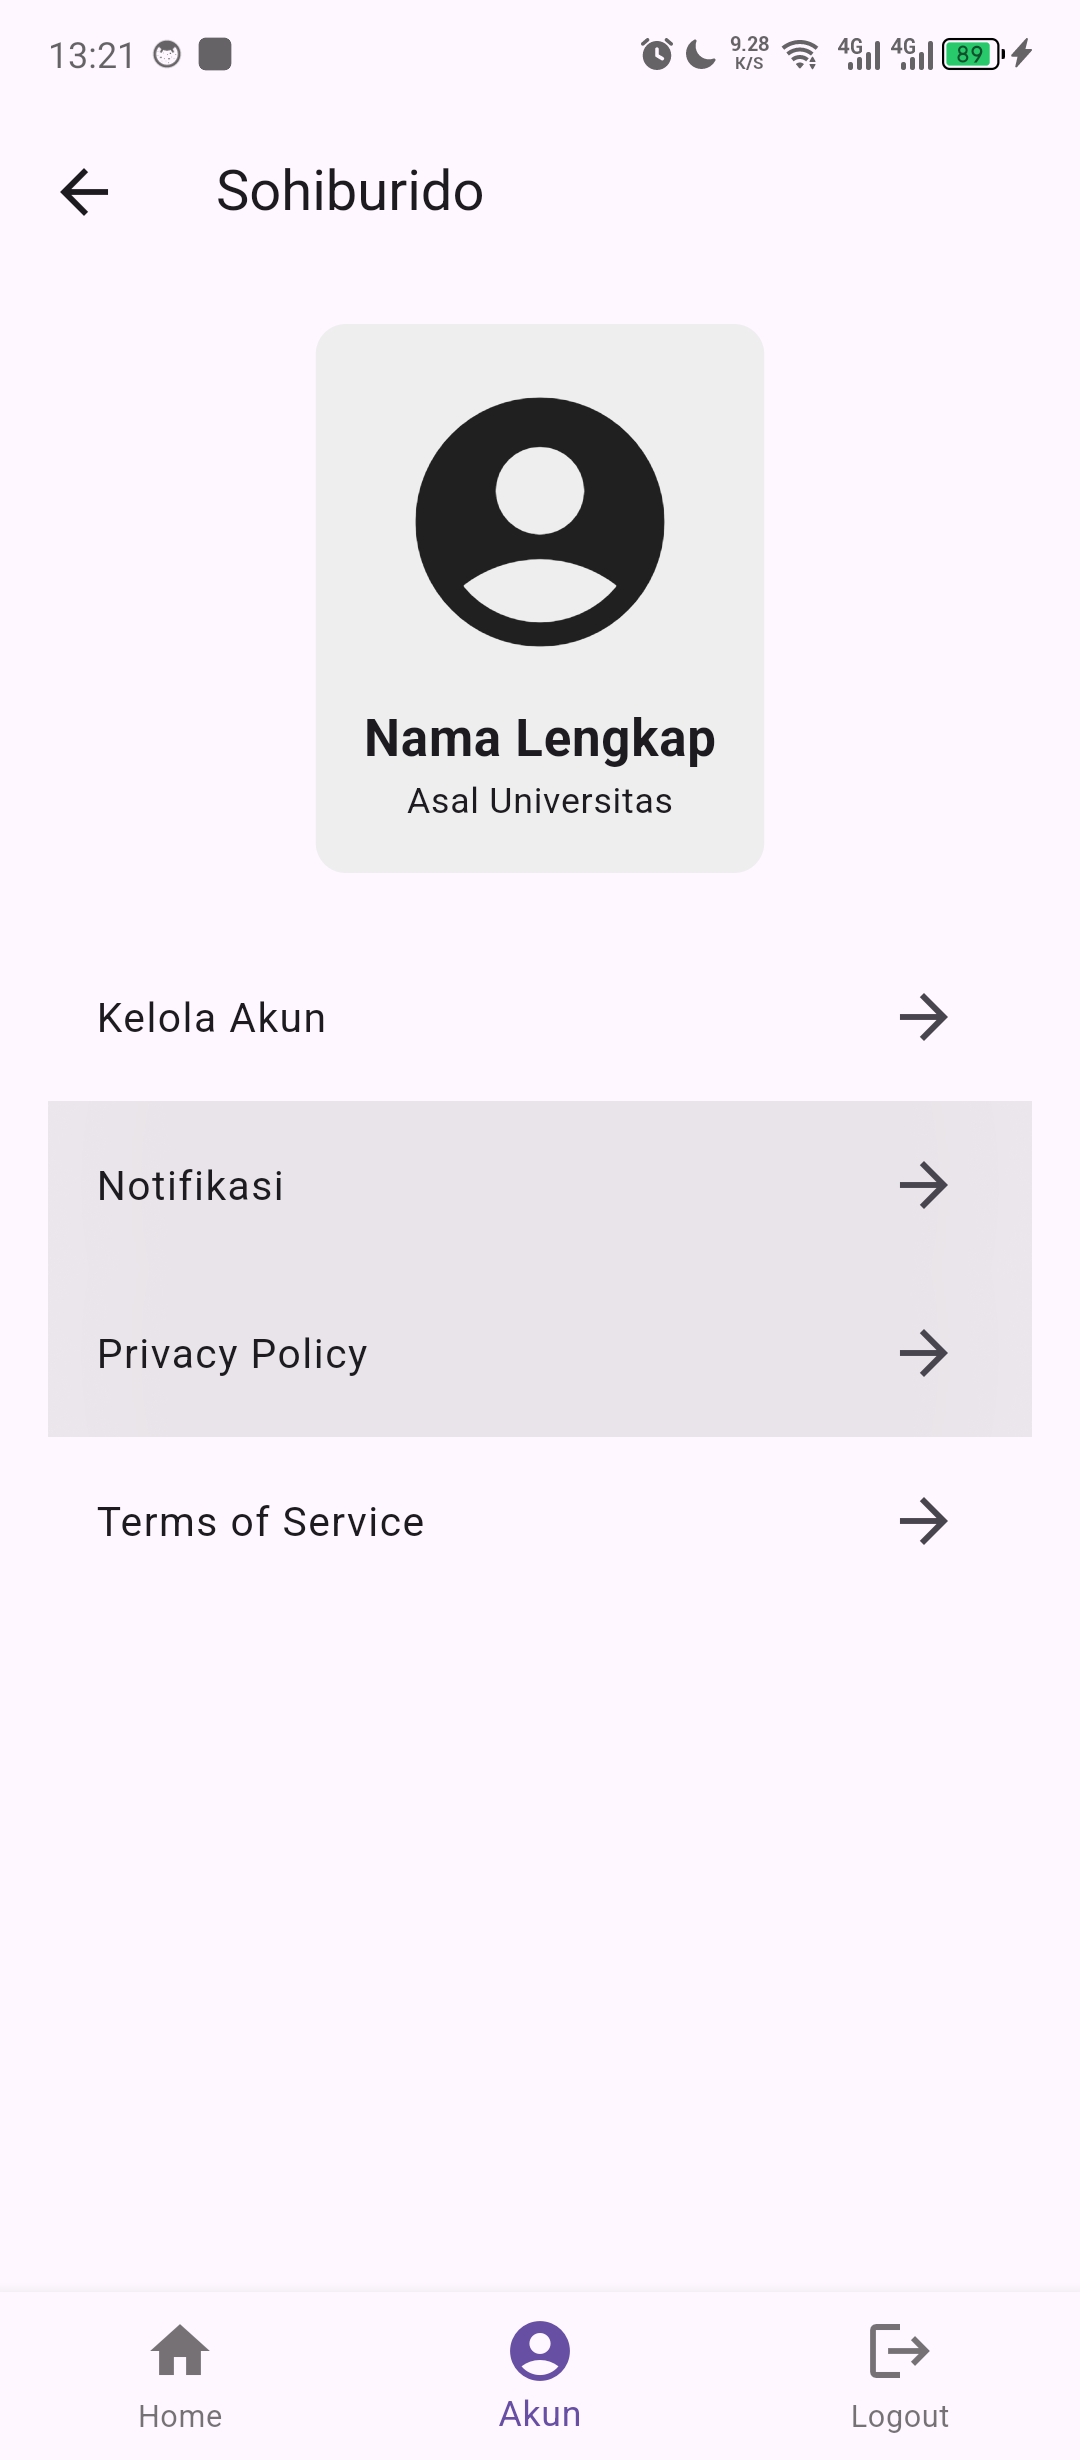 13:21
9.28 K/S 4G 4G 89
Sohiburido
Nama Lengkap
Asal Universitas
Kelola Akun
Notifikasi
Privacy Policy
Terms of Service
Home
Akun
Logout